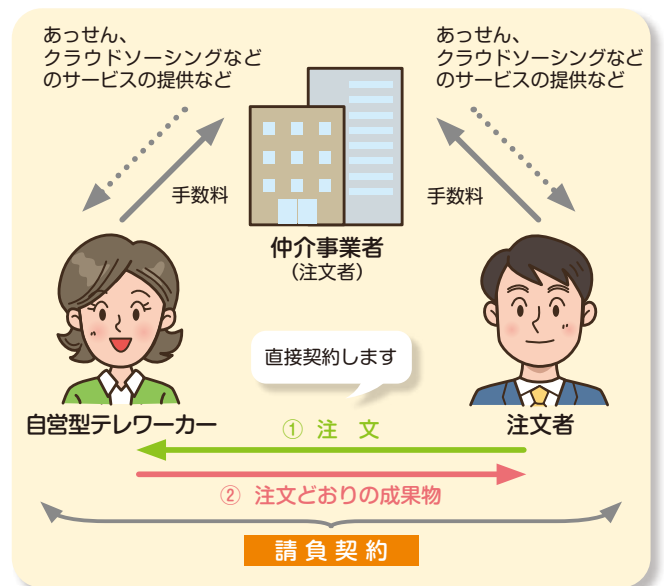 あっせん、
クラウドソーシングなど
のサービスの提供など
あっせん、
クラウドソーシングなど
のサービスの提供など
手数料
手数料
仲介事業者
（注文者）
直接契約します
自営型テレワーカー
注文者
① 注　文
② 注文どおりの成果物
請負契約